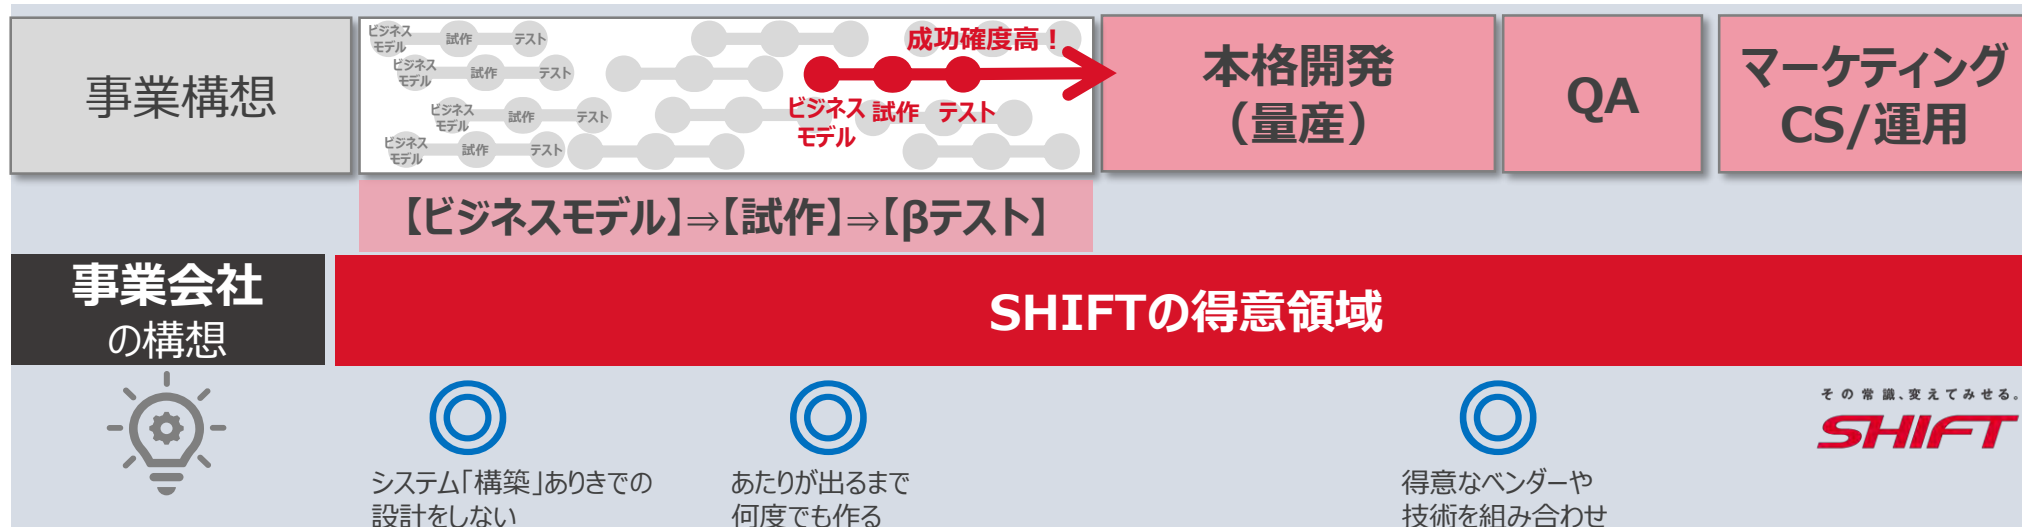 事業構想
ビジネス
モデル
試作
テスト
ビジネス
モデル
試作
テスト
ビジネス
モデル
試作
テスト
ビジネス
モデル
試作
テスト
成功確度高！
ビジネス
モデル
試作
テスト
本格開発
（量産）
QA
マーケティング
CS/運用
【ビジネスモデル】⇒【試作】⇒【βテスト】
事業会社
の構想
SHIFTの得意領域
システム「構築」ありきでの
設計をしない
あたりが出るまで
何度でも作る
得意なベンダーや
技術を組み合わせ
その常識、変えてみせる。
SHIFT